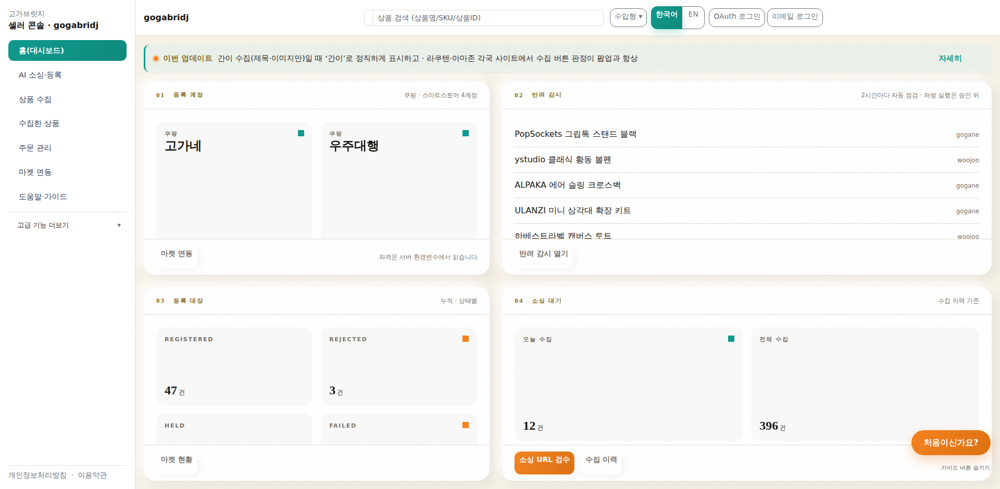 고가브릿지
셀러 콘솔 · gogabridj
홈(대시보드)
AI 소싱·등록
상품 수집
수집한 상품
주문 관리
마켓 연동
도움말·가이드
고급 기능 더보기 ▾
개인정보처리방침 · 이용약관
gogabridj
상품 검색 (상품명/SKU/상품ID)
수입형 ▾
한국어
EN
OAuth 로그인
이메일 로그인
이번 업데이트 간이 수집(제목·이미지만)일 때 ‘간이’로 정직하게 표시하고 · 라쿠텐·아마존 각국 사이트에서 수집 버튼 판정이 팝업과 항상
자세히
01 등록 계정
쿠팡 · 스마트스토어 4계정
쿠팡
고가네
쿠팡
우주대행
마켓 연동
자격은 서버 환경변수에서 읽습니다
02 반려 감시
2시간마다 자동 점검 · 처방 실행은 승인 뒤
PopSockets 그립톡 스탠드 블랙 gogane
ystudio 클래식 황동 볼펜 woojoo
ALPAKA 에어 슬링 크로스백 gogane
ULANZI 미니 삼각대 확장 키트 gogane
하베스트라벨 캔버스 토트 woojoo
반려 감시 열기
03 등록 대장
누적 · 상태별
REGISTERED
47 건
REJECTED
3 건
HELD
FAILED
마켓 현황
04 소싱 대기
수집 이력 기준
오늘 수집
12 건
전체 수집
396 건
소싱 URL 검수
수집 이력
처음이신가요?
가이드 버튼 숨기기